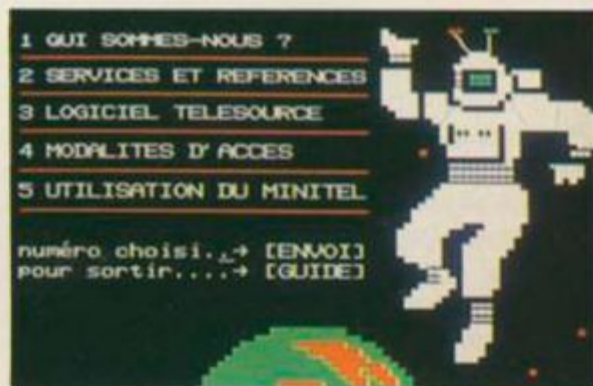 1 QUI SOMMES-NOUS ?
2 SERVICES ET REFERENCES
3 LOGICIEL TELESOURCE
4 MODALITES D'ACCES
5 UTILISATION DU MINITEL
numéro choisi..→ [ENVOI]
pour sortir....→ [GUIDE]